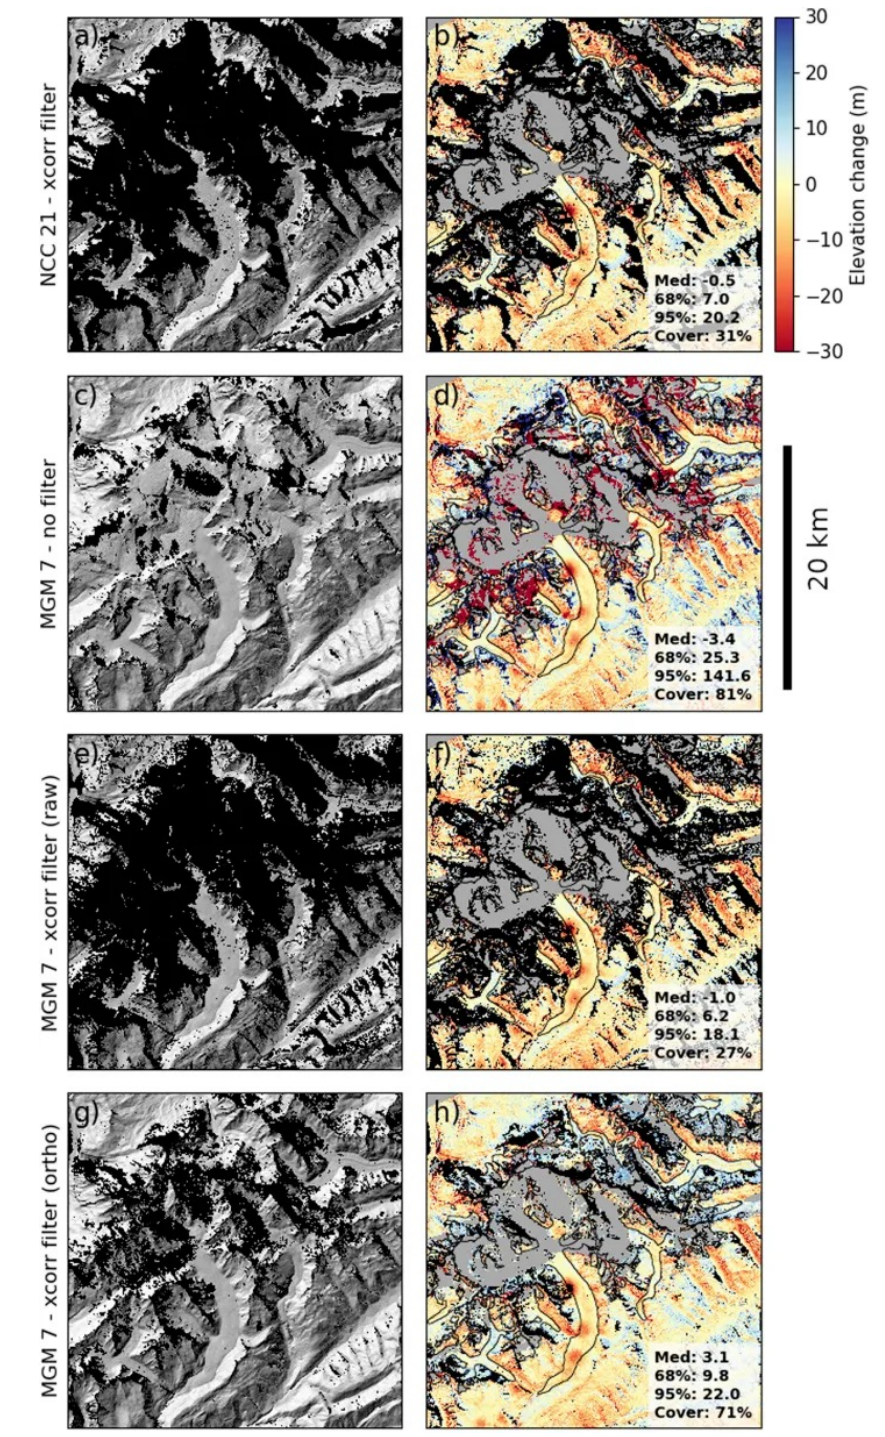 NCC 21 - xcorr filter
a)
b)
Med: -0.5
68%: 7.0
95%: 20.2
Cover: 31%
30
20
10
0
−10
−20
−30
Elevation change (m)
MGM 7 - no filter
c)
d)
Med: -3.4
68%: 25.3
95%: 141.6
Cover: 81%
20 km
MGM 7 - xcorr filter (raw)
e)
f)
Med: -1.0
68%: 6.2
95%: 18.1
Cover: 27%
MGM 7 - xcorr filter (ortho)
g)
h)
Med: 3.1
68%: 9.8
95%: 22.0
Cover: 71%